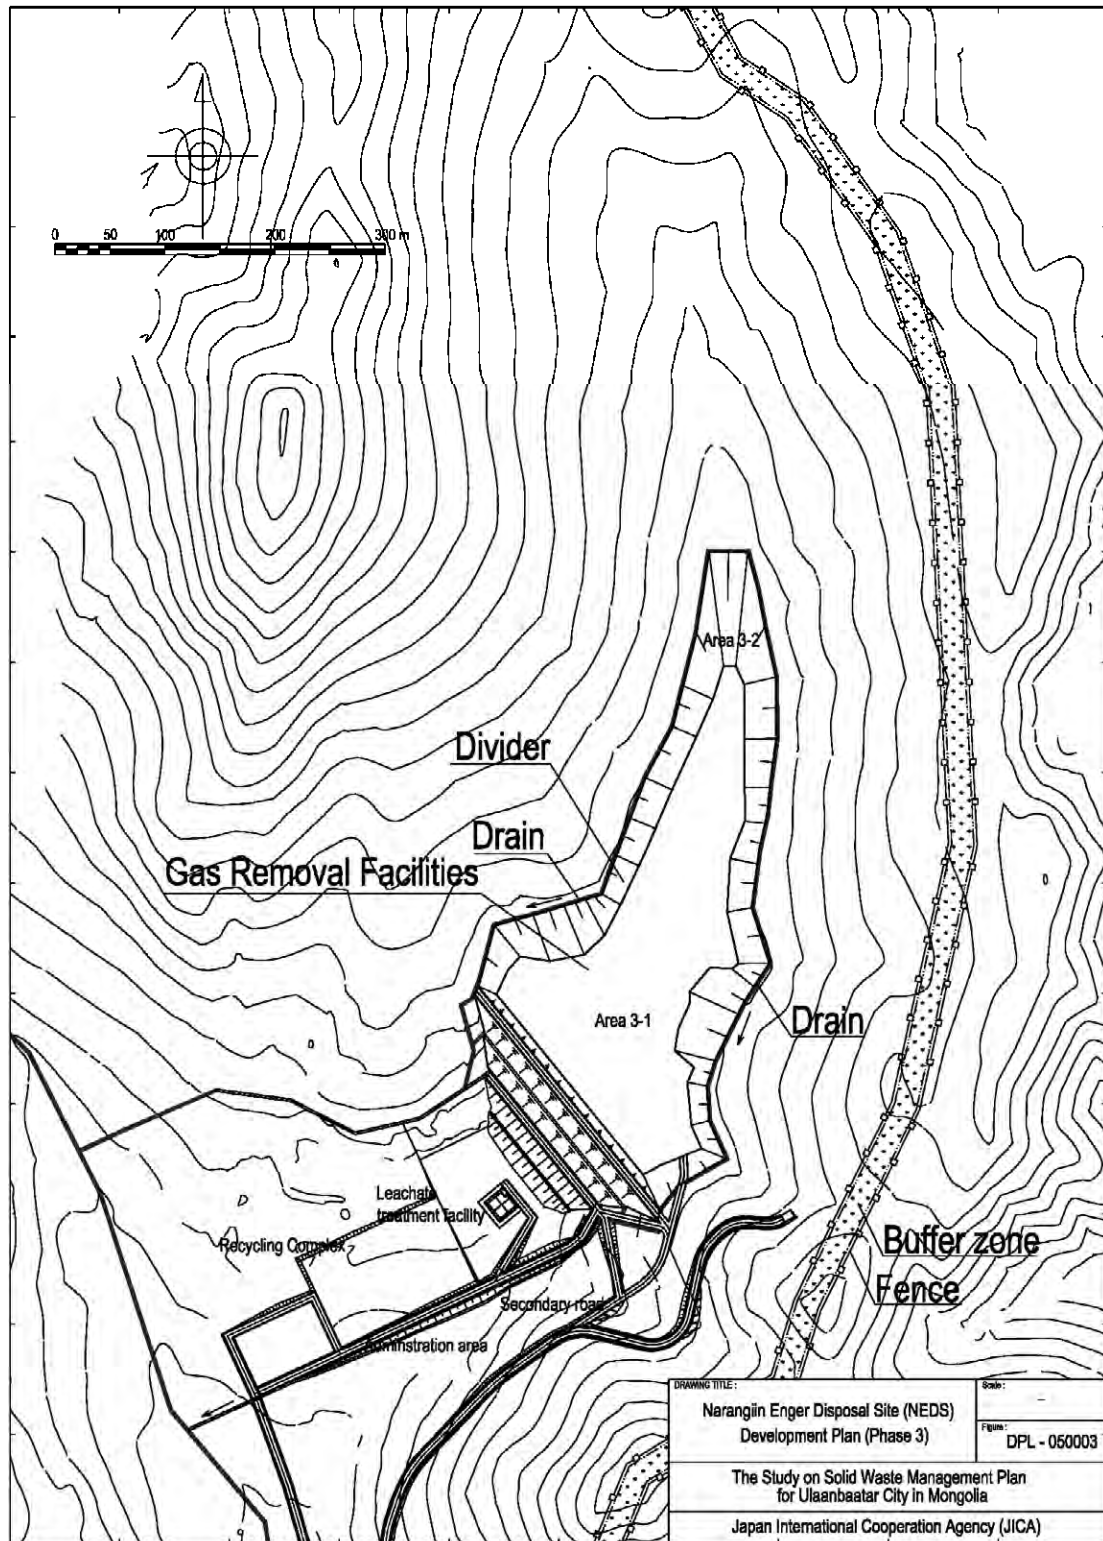 0 50 100 200 300 m
Area 3-2
Divider
Drain
Gas Removal Facilities
Area 3-1
Drain
Leachate
treatment facility
Recycling Complex
Buffer zone
Fence
Secondary road
Adminstration area
DRAWING TITLE :
Narangiin Enger Disposal Site (NEDS)
Development Plan (Phase 3)
Scale :
-
Figure :
DPL - 050003
The Study on Solid Waste Management Plan
for Ulaanbaatar City in Mongolia
Japan International Cooperation Agency (JICA)